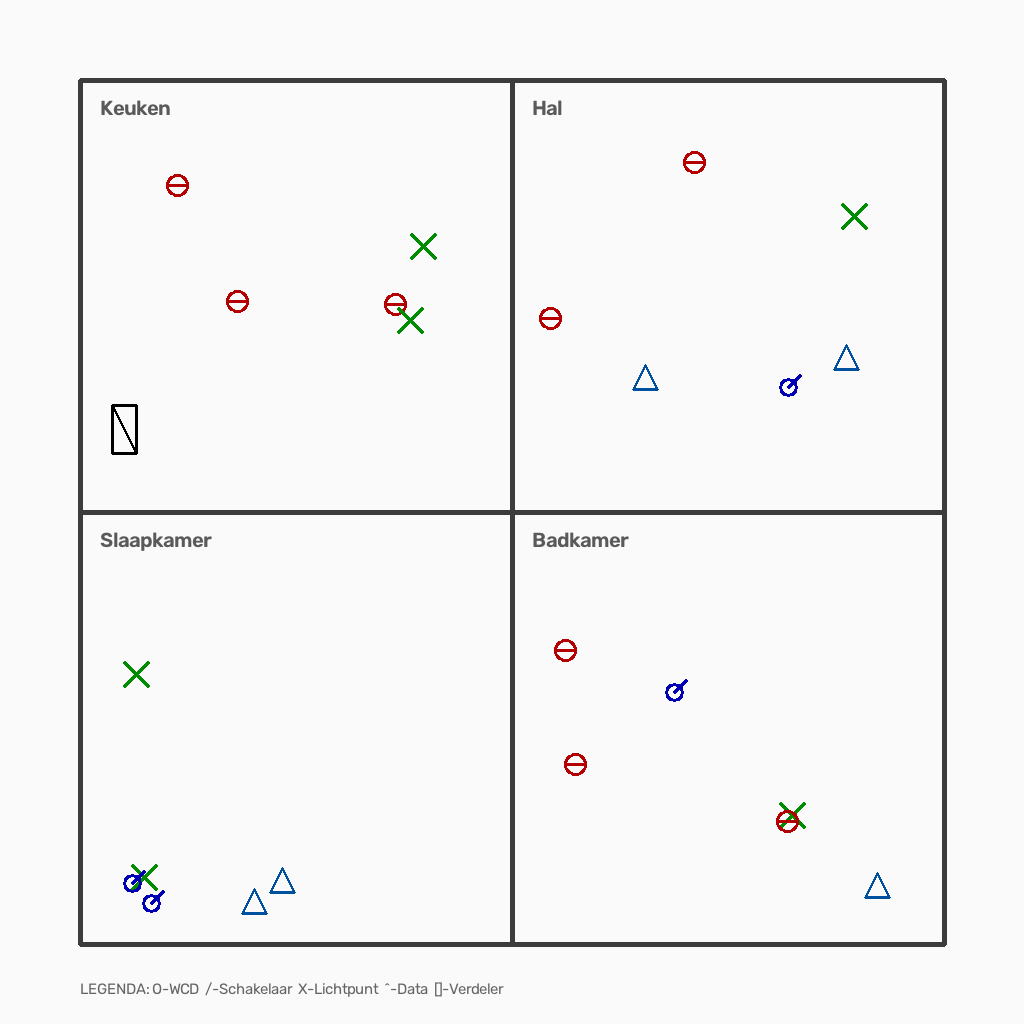 Keuken
Hal
Slaapkamer
Badkamer
LEGENDA: O-WCD /-Schakelaar X-Lichtpunt ^-Data []-Verdeler